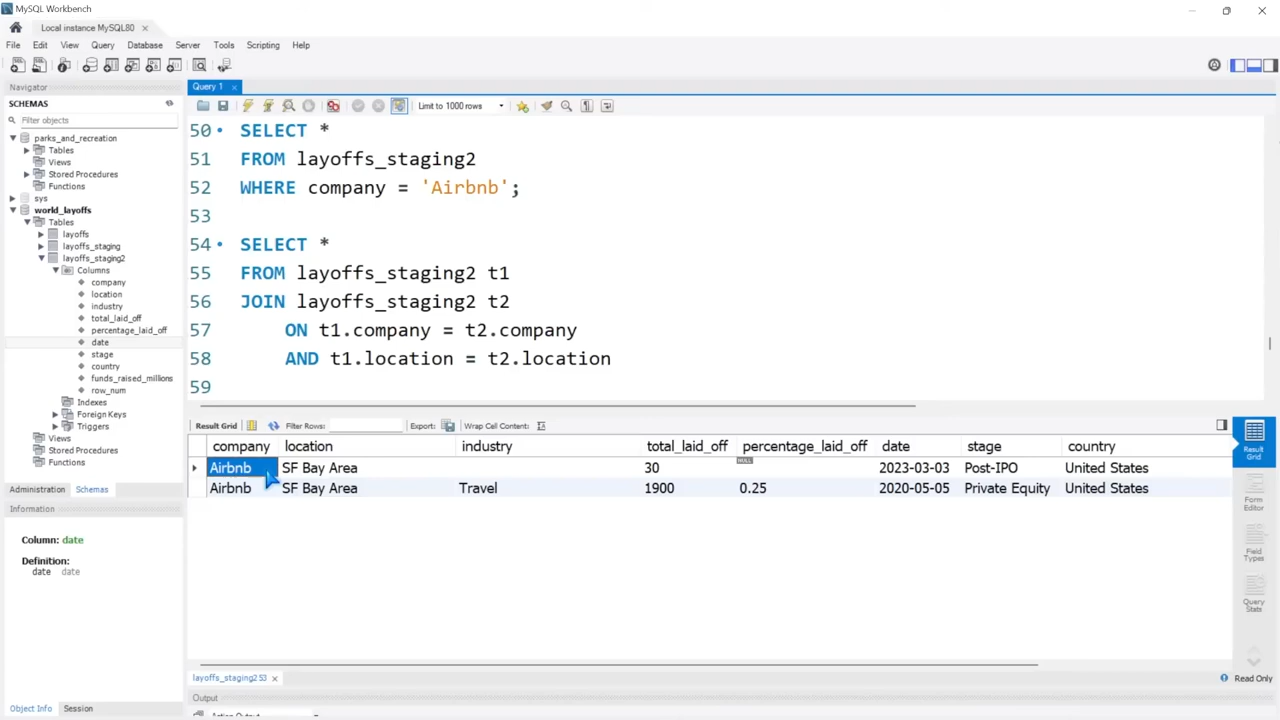 MySQL Workbench
Local instance MySQL80
File Edit View Query Database Server Tools Scripting Help
Navigator
SCHEMAS
Filter objects
parks_and_recreation
Tables
Views
Stored Procedures
Functions
sys
world_layoffs
Tables
layoffs
layoffs_staging
layoffs_staging2
Columns
company
location
industry
total_laid_off
percentage_laid_off
date
stage
country
funds_raised_millions
row_num
Indexes
Foreign Keys
Triggers
Views
Stored Procedures
Functions
Administration Schemas
Information
Column: date
Definition:
date date
Object Info Session
Query 1
Limit to 1000 rows
50 SELECT *
51 FROM layoffs_staging2
52 WHERE company = 'Airbnb';
53
54 SELECT *
55 FROM layoffs_staging2 t1
56 JOIN layoffs_staging2 t2
57 ON t1.company = t2.company
58 AND t1.location = t2.location
59
Result Grid Filter Rows: Export: Wrap Cell Content:
company location industry total_laid_off percentage_laid_off date stage country
Airbnb SF Bay Area 30 NULL 2023-03-03 Post-IPO United States
Airbnb SF Bay Area Travel 1900 0.25 2020-05-05 Private Equity United States
Result Grid
Form Editor
Field Types
Query Stats
layoffs_staging2 53
Read Only
Output
Action Output